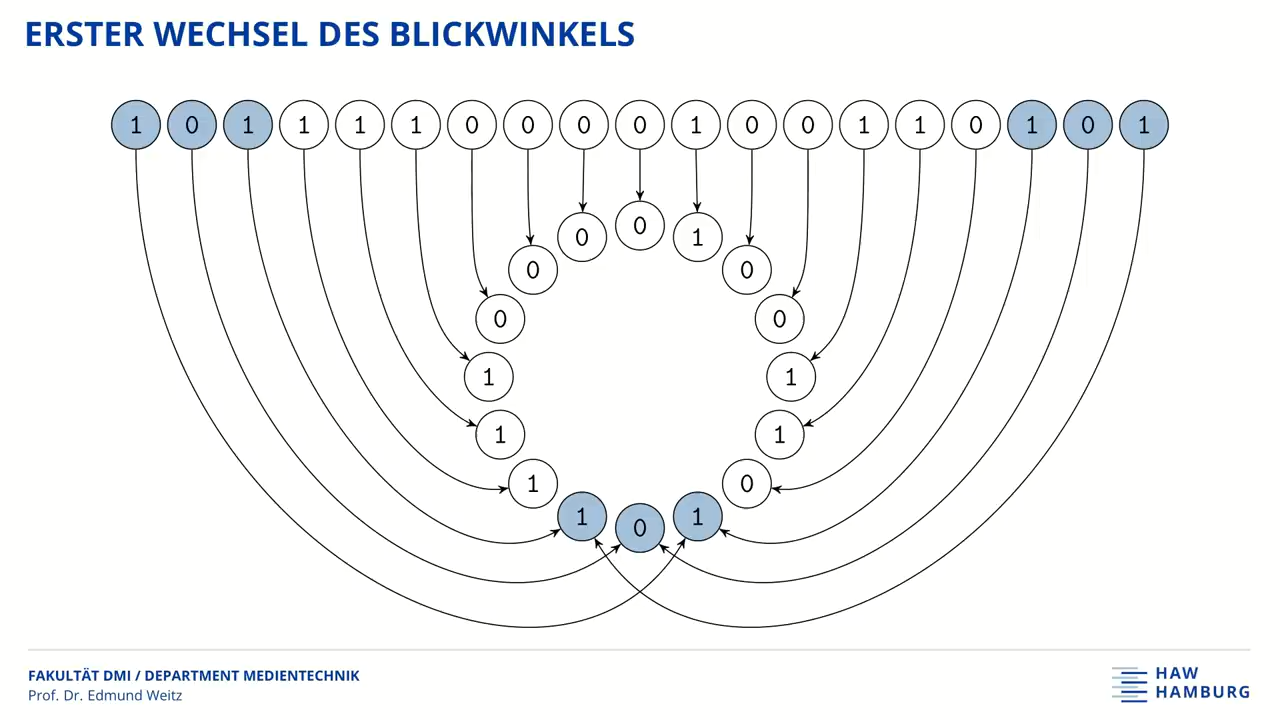 ERSTER WECHSEL DES BLICKWINKELS
1 0 1 1 1 1 0 0 0 0 1 0 0 1 1 0 1 0 1
0
0 1
0 0
0 0
1 1
1 1
1 0
1 0 1
FAKULTÄT DMI / DEPARTMENT MEDIENTECHNIK
Prof. Dr. Edmund Weitz
HAW
HAMBURG